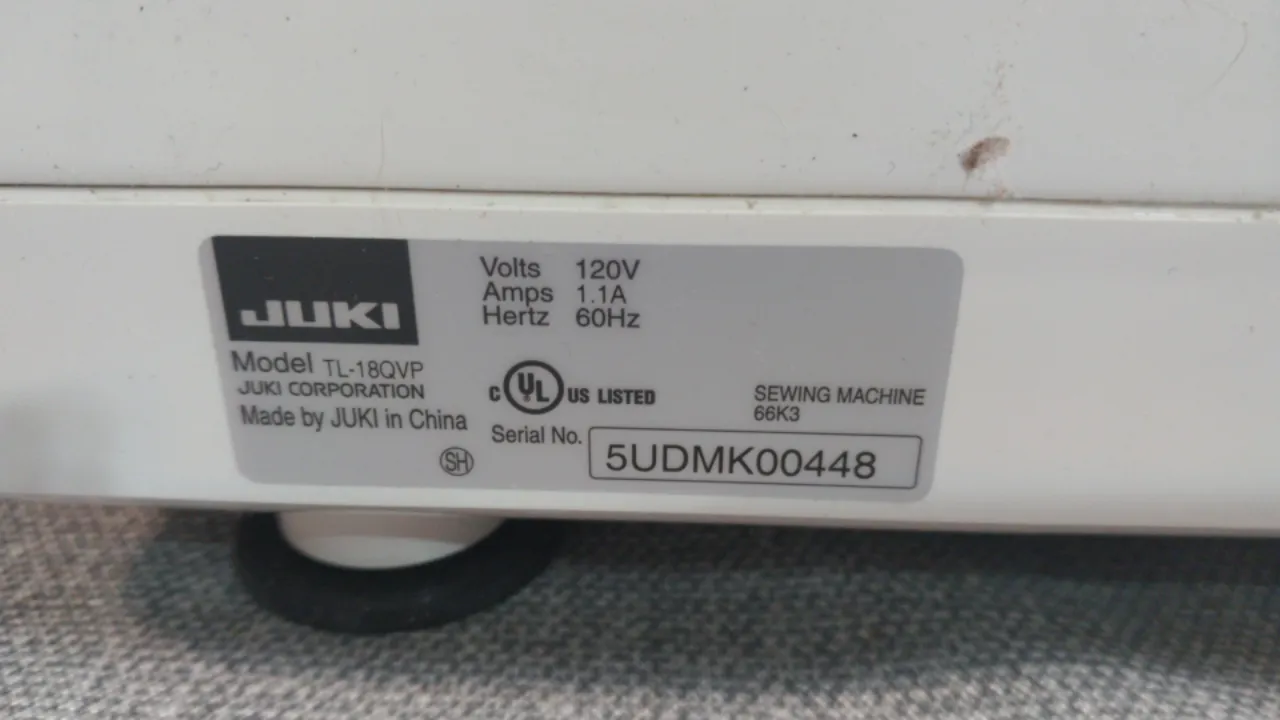 JUKI
Volts 120V
Amps 1.1A
Hertz 60Hz
Model TL-18QVP
JUKI CORPORATION
Made by JUKI in China
SH
C UL US LISTED
SEWING MACHINE
66K3
Serial No. 5UDMK00448